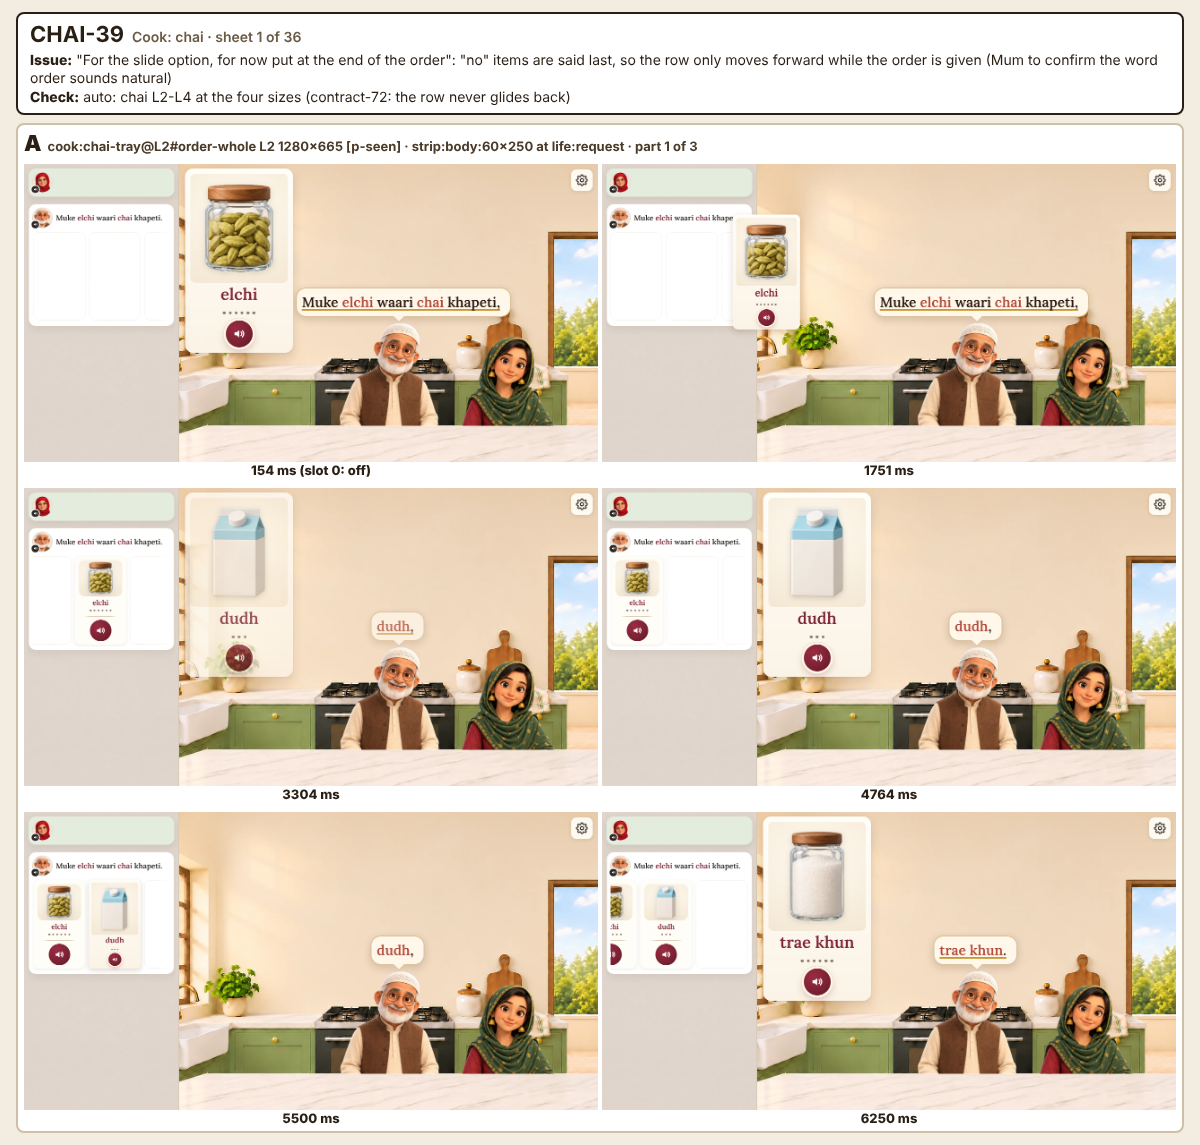 CHAI-39 Cook: chai · sheet 1 of 36
Issue: "For the slide option, for now put at the end of the order": "no" items are said last, so the row only moves forward while the order is given (Mum to confirm the word
order sounds natural)
Check: auto: chai L2-L4 at the four sizes (contract-72: the row never glides back)
A cook:chai-tray@L2#order-whole L2 1280×665 [p-seen] · strip:body:60×250 at life:request · part 1 of 3
Muke elchi waari chai khapeti.
elchi
Muke elchi waari chai khapeti,
154 ms (slot 0: off)
Muke elchi waari chai khape
elchi
Muke elchi waari chai khapeti,
1751 ms
Muke elchi waari chai khapeti.
elchi
dudh
dudh,
3304 ms
Muke elchi waari chai khapeti.
elchi
dudh
dudh,
4764 ms
Muke elchi waari chai khapeti.
elchi
dudh
dudh,
5500 ms
Muke elchi waari chai khapeti.
elchi
dudh
trae khun
trae khun.
6250 ms